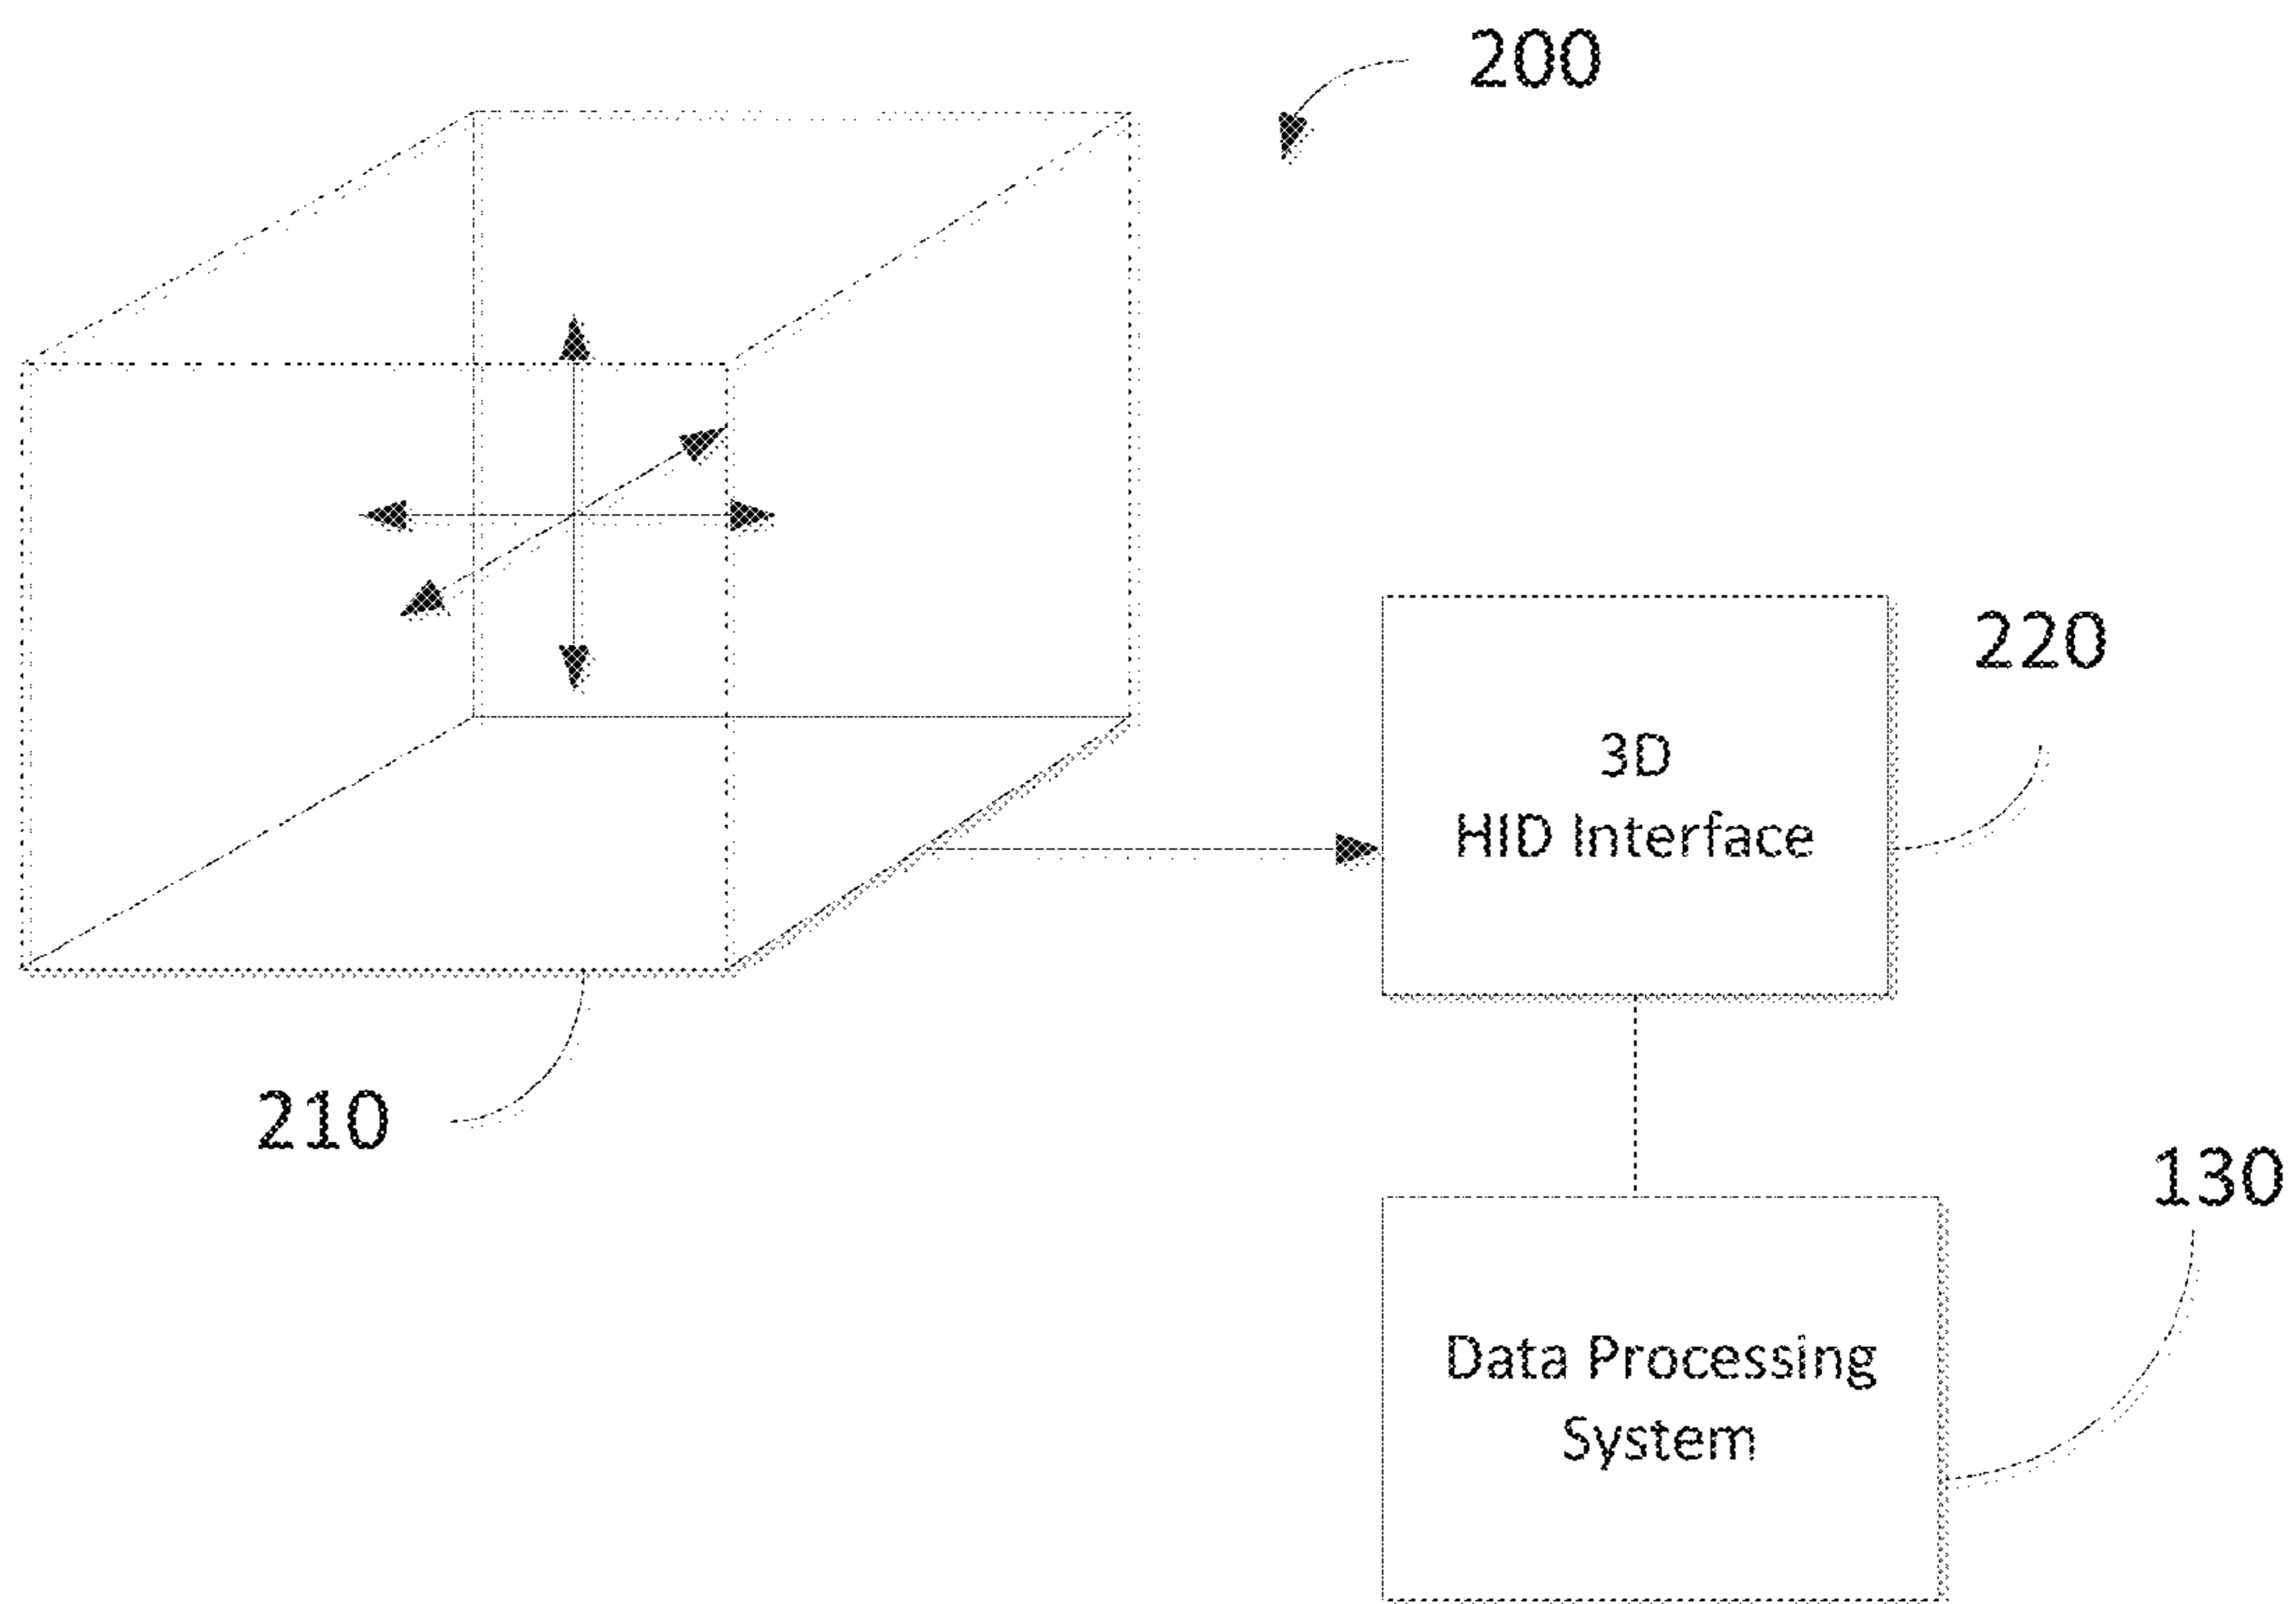 200
220
3D
HID Interface
210
130
Data Processing
System